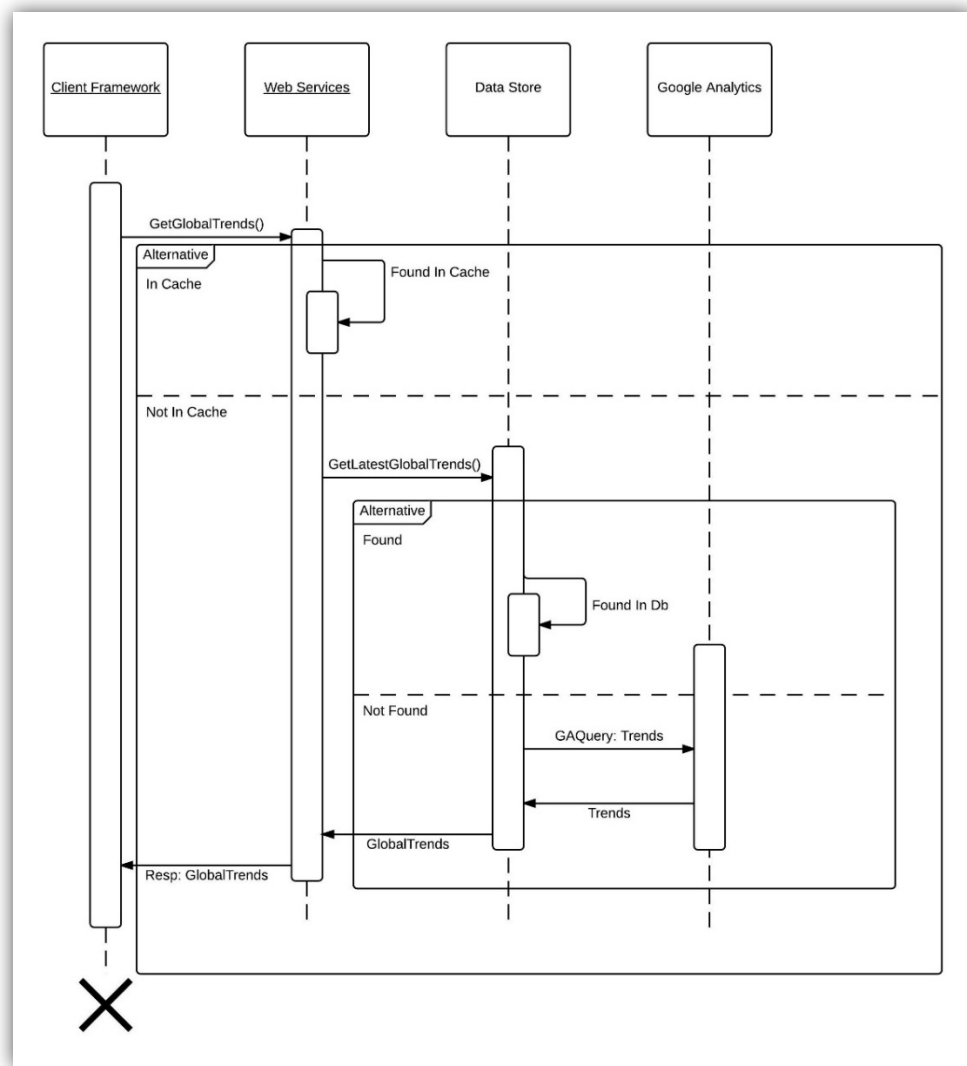 Client Framework
Web Services
Data Store
Google Analytics
GetGlobalTrends()
Alternative
In Cache
Found In Cache
Not In Cache
GetLatestGlobalTrends()
Alternative
Found
Found In Db
Not Found
GAQuery: Trends
Trends
GlobalTrends
Resp: GlobalTrends